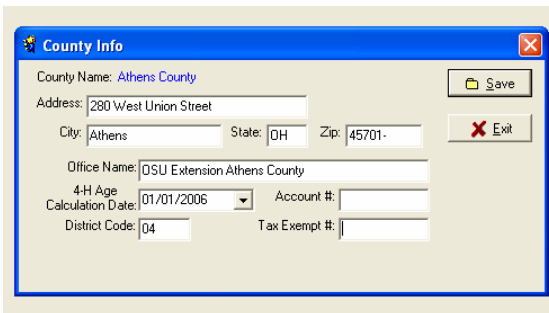 County Info
County Name: Athens County
Save
Address: 280 West Union Street
City: Athens State: OH Zip: 45701-
Exit
Office Name: OSU Extension Athens County
4-H Age
Calculation Date: 01/01/2006 Account #:
District Code: 04 Tax Exempt #: